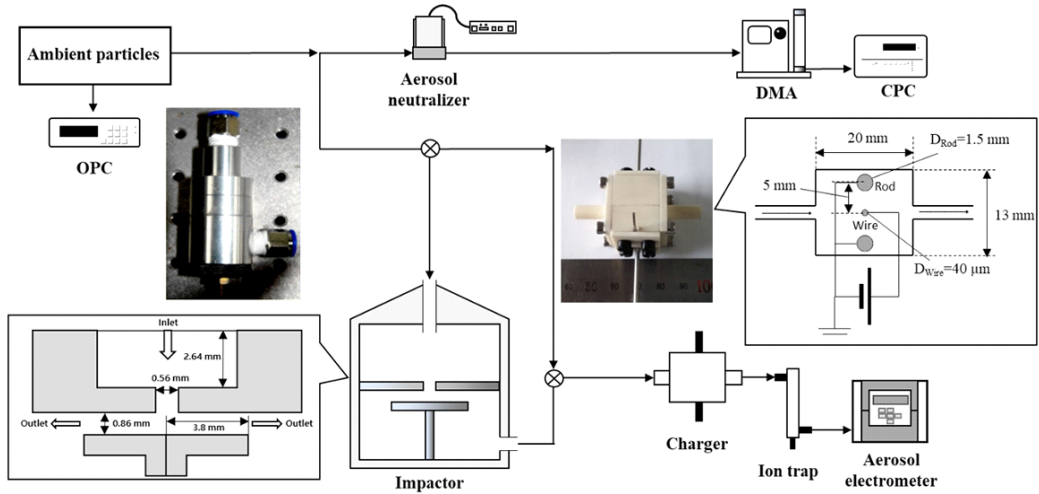 Ambient particles
OPC
Aerosol
neutralizer
DMA
CPC
20 mm
D_Rod=1.5 mm
5 mm
Rod
Wire
13 mm
D_Wire=40 μm
Inlet
2.64 mm
0.56 mm
Outlet
0.86 mm
3.8 mm
Outlet
Impactor
Charger
Ion trap
Aerosol
electrometer